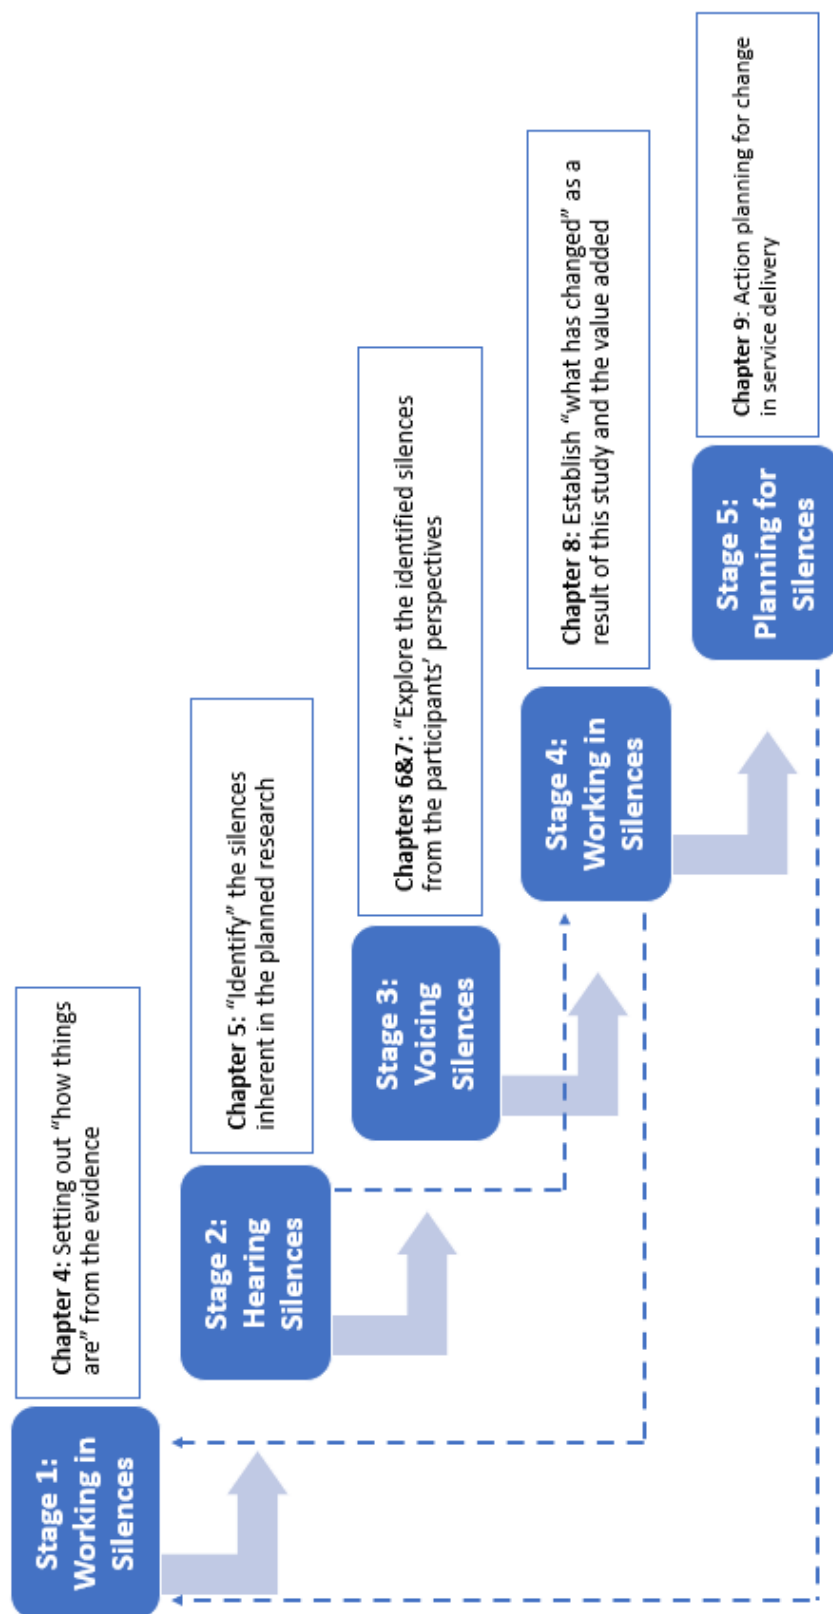 Stage 1:
Working in
Silences
Chapter 4: Setting out "how things
are" from the evidence
Stage 2:
Hearing
Silences
Chapter 5: "Identify" the silences
inherent in the planned research
Stage 3:
Voicing
Silences
Chapters 6&7: "Explore the identified silences
from the participants' perspectives
Stage 4:
Working in
Silences
Chapter 8: Establish "what has changed" as a
result of this study and the value added
Stage 5:
Planning for
Silences
Chapter 9: Action planning for change
in service delivery